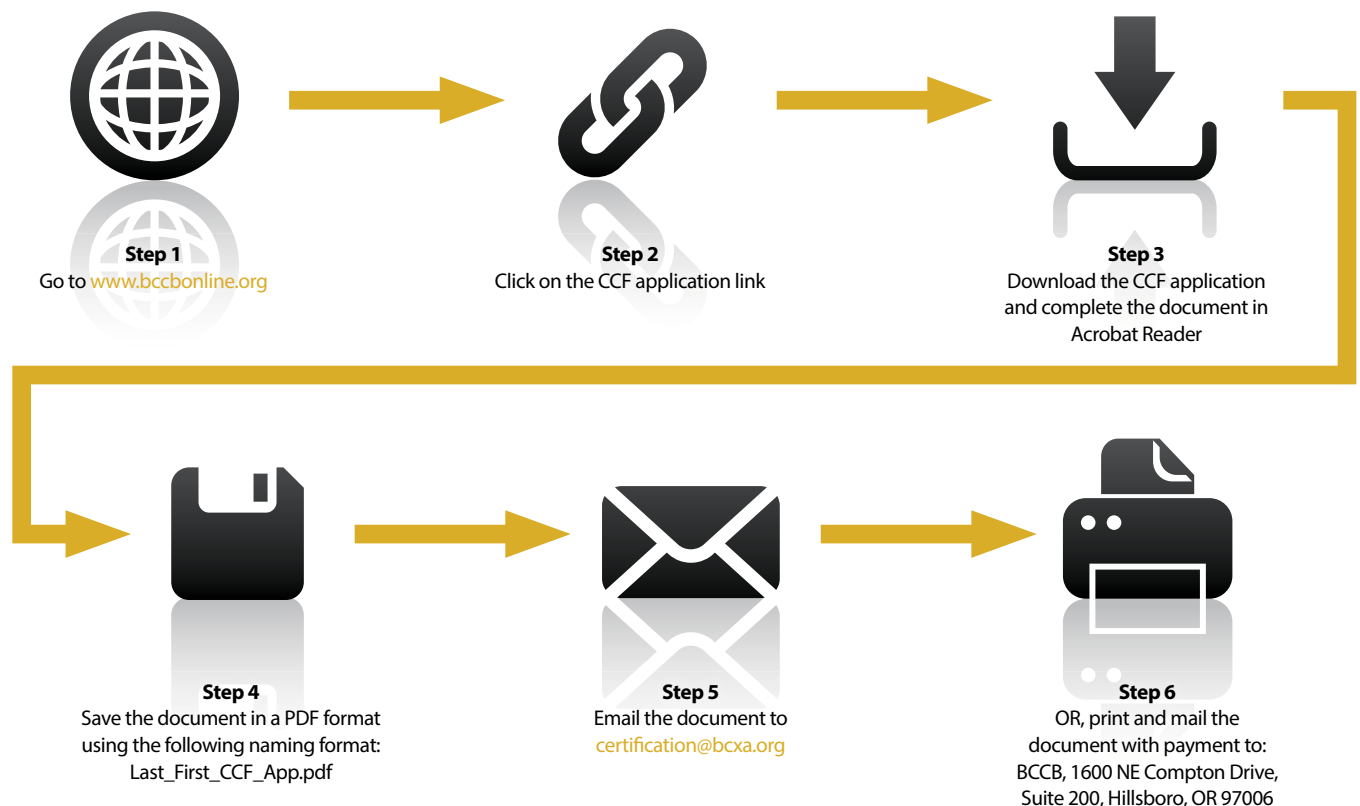 Step 1
Go to www.bccbonline.org
Step 2
Click on the CCF application link
Step 3
Download the CCF application
and complete the document in
Acrobat Reader
Step 4
Save the document in a PDF format
using the following naming format:
Last_First_CCF_App.pdf
Step 5
Email the document to
certification@bcxa.org
Step 6
OR, print and mail the
document with payment to:
BCCB, 1600 NE Compton Drive,
Suite 200, Hillsboro, OR 97006